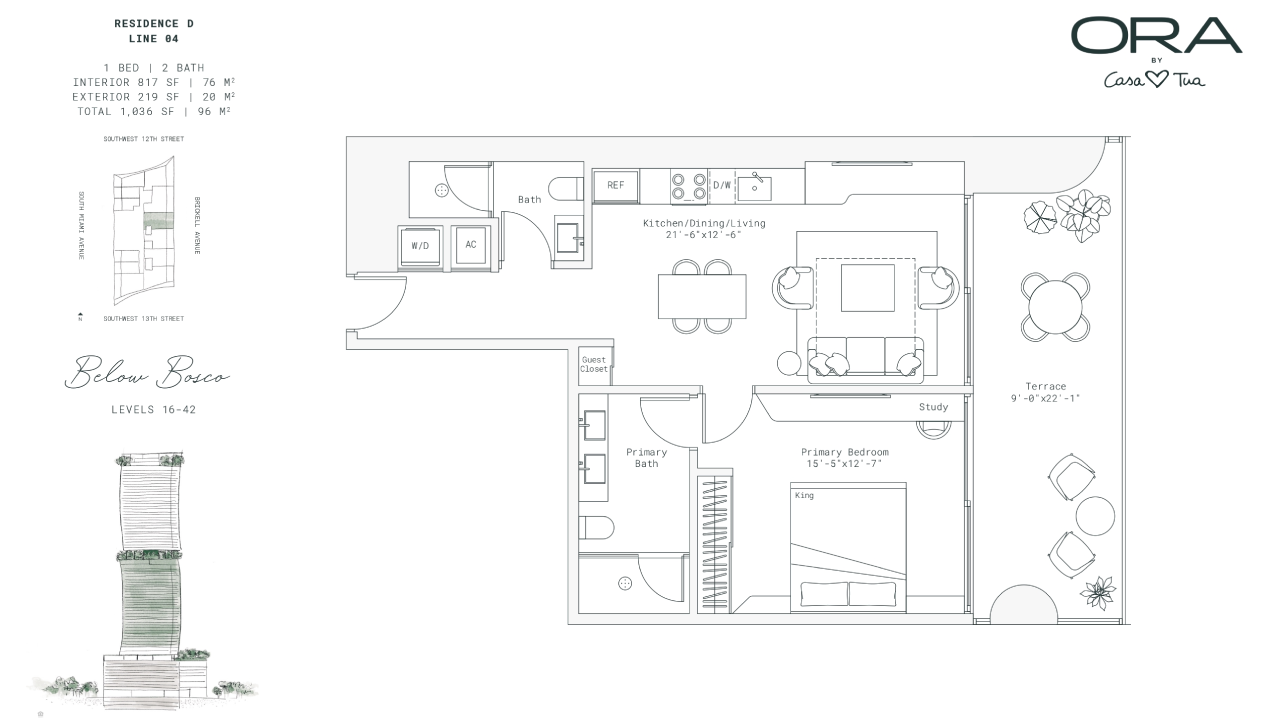 RESIDENCE D
LINE 04
1 BED | 2 BATH
INTERIOR 817 SF | 76 M²
EXTERIOR 219 SF | 20 M²
TOTAL 1,036 SF | 96 M²
SOUTHWEST 12TH STREET
SOUTH MIAMI AVENUE
BRICKELL AVENUE
N
SOUTHWEST 13TH STREET
Below Bosco
LEVELS 16-42
ORA
BY
Casa Tua
Bath
REF
D/W
Kitchen/Dining/Living
21'-6"x12'-6"
W/D
AC
Guest
Closet
Terrace
9'-0"x22'-1"
Study
Primary
Bath
Primary Bedroom
15'-5"x12'-7"
King